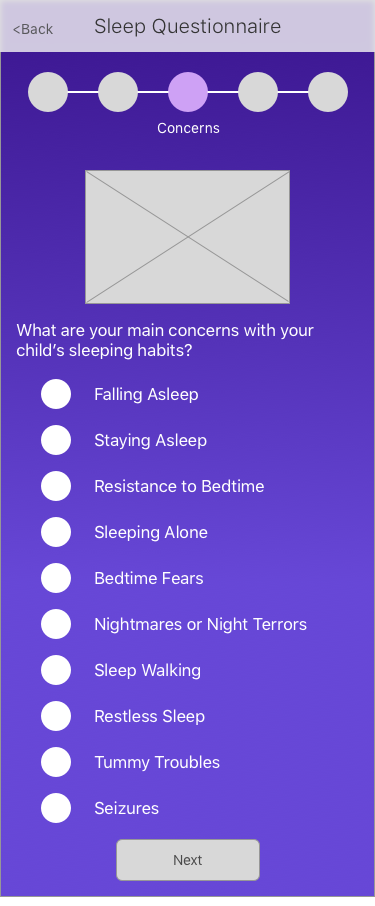 <Back
Sleep Questionnaire
Concerns
What are your main concerns with your
child’s sleeping habits?
Falling Asleep
Staying Asleep
Resistance to Bedtime
Sleeping Alone
Bedtime Fears
Nightmares or Night Terrors
Sleep Walking
Restless Sleep
Tummy Troubles
Seizures
Next